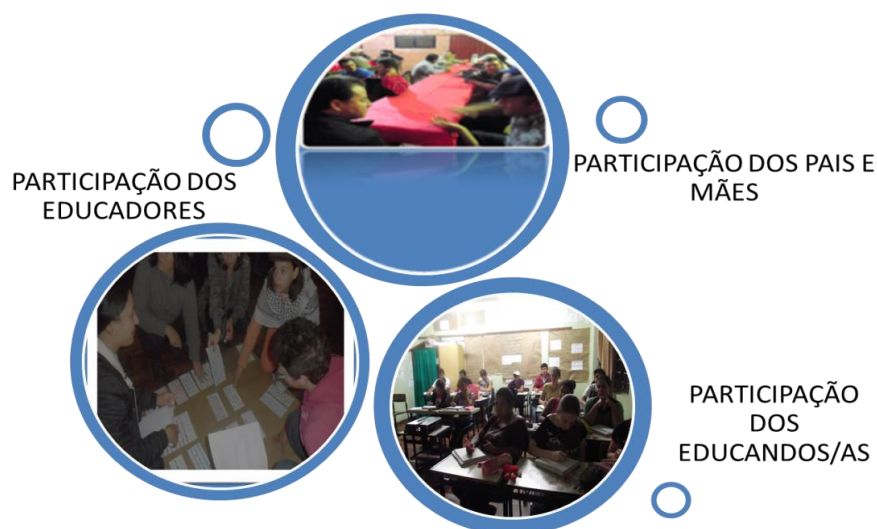 PARTICIPAÇÃO DOS
EDUCADORES
PARTICIPAÇÃO DOS PAIS E
MÃES
PARTICIPAÇÃO
DOS
EDUCANDOS/AS